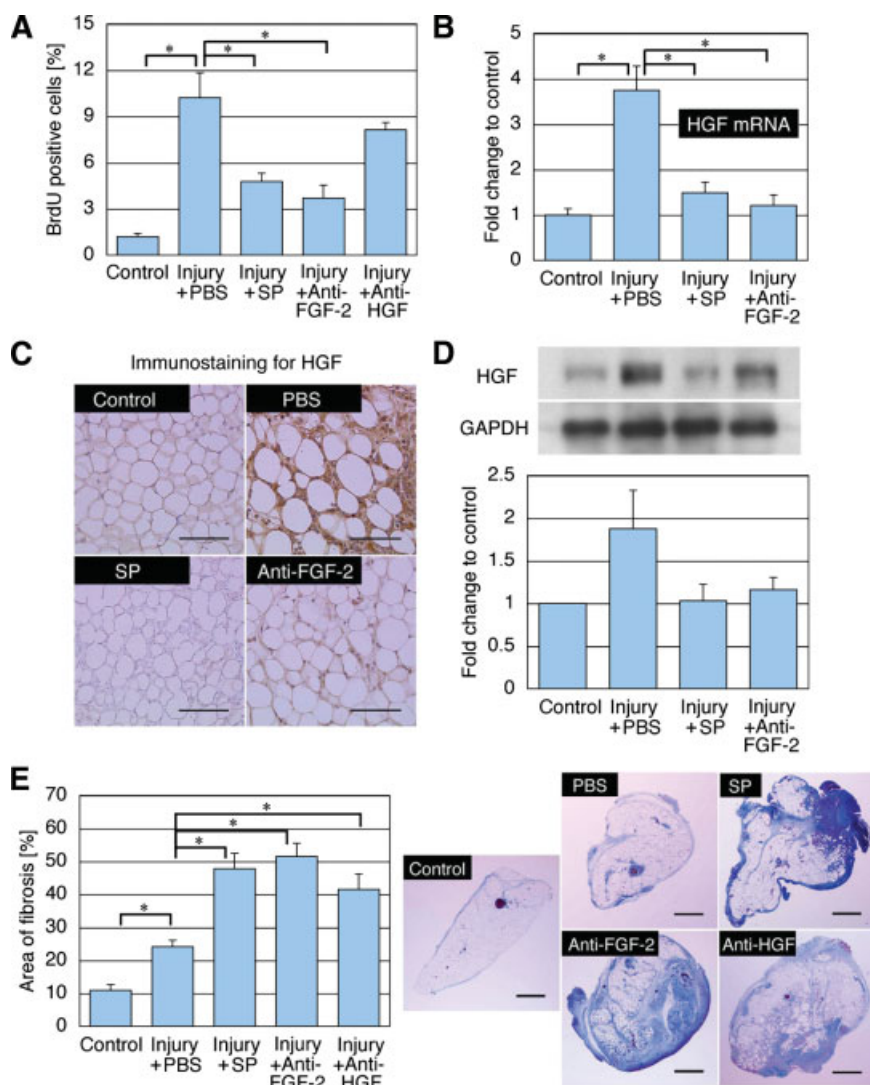 A
BrdU positive cells [%]
15
12
9
6
3
0
* * *
Control
Injury
+PBS
Injury
+SP
Injury
+Anti-
FGF-2
Injury
+Anti-
HGF
B
Fold change to control
5
4
3
2
1
0
* * *
HGF mRNA
Control
Injury
+PBS
Injury
+SP
Injury
+Anti-
FGF-2
C
Immunostaining for HGF
Control
PBS
SP
Anti-FGF-2
D
HGF
GAPDH
Fold change to control
2.5
2
1.5
1
0.5
0
Control
Injury
+PBS
Injury
+SP
Injury
+Anti-
FGF-2
E
Area of fibrosis [%]
70
60
50
40
30
20
10
0
* * * *
Control
Injury
+PBS
Injury
+SP
Injury
+Anti-
FGF-2
Injury
+Anti-
HGF
Control
PBS
SP
Anti-FGF-2
Anti-HGF